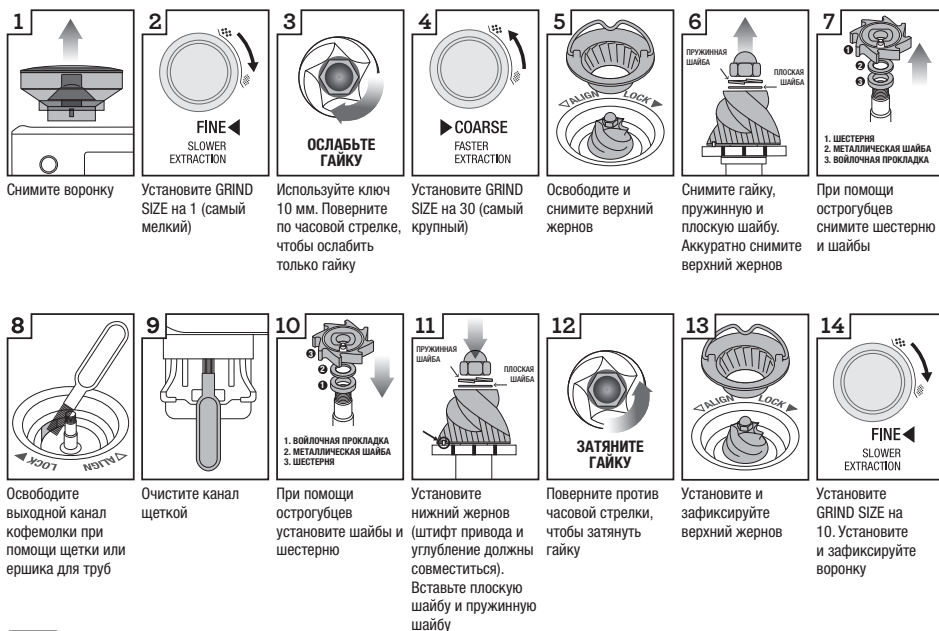 1
Снимите воронку
2
FINE◄
SLOWER
EXTRACTION
Установите GRIND
SIZE на 1 (самый
мелкий)
3
ОСЛАБЬТЕ
ГАЙКУ
Используйте ключ
10 мм. Поверните
по часовой стрелке,
чтобы ослабить
только гайку
4
►COARSE
FASTER
EXTRACTION
Установите GRIND
SIZE на 30 (самый
крупный)
5
ALIGN LOCK
Освободите и
снимите верхний
жернов
6
ПРУЖИННАЯ
ШАЙБА
ПЛОСКАЯ
ШАЙБА
Снимите гайку,
пружинную и
плоскую шайбу.
Аккуратно снимите
верхний жернов
7
1
2
3
1. ШЕСТЕРНЯ
2. МЕТАЛЛИЧЕСКАЯ ШАЙБА
3. ВОЙЛОЧНАЯ ПРОКЛАДКА
При помощи
острогубцев
снимите шестерню
и шайбы
8
LOCK ALIGN
Освободите
выходной канал
кофемолки при
помощи щетки или
ершика для труб
9
Очистите канал
щеткой
10
3
2
1
1. ВОЙЛОЧНАЯ ПРОКЛАДКА
2. МЕТАЛЛИЧЕСКАЯ ШАЙБА
3. ШЕСТЕРНЯ
При помощи
острогубцев
установите шайбы и
шестерню
11
ПРУЖИННАЯ
ШАЙБА
ПЛОСКАЯ
ШАЙБА
Установите
нижний жернов
(штифт привода и
углубление должны
совместиться).
Вставьте плоскую
шайбу и пружинную
шайбу
12
ЗАТЯНИТЕ
ГАЙКУ
Поверните против
часовой стрелки,
чтобы затянуть
гайку
13
ALIGN LOCK
Установите и
зафиксируйте
верхний жернов
14
FINE◄
SLOWER
EXTRACTION
Установите
GRIND SIZE на
10. Установите
и зафиксируйте
воронку